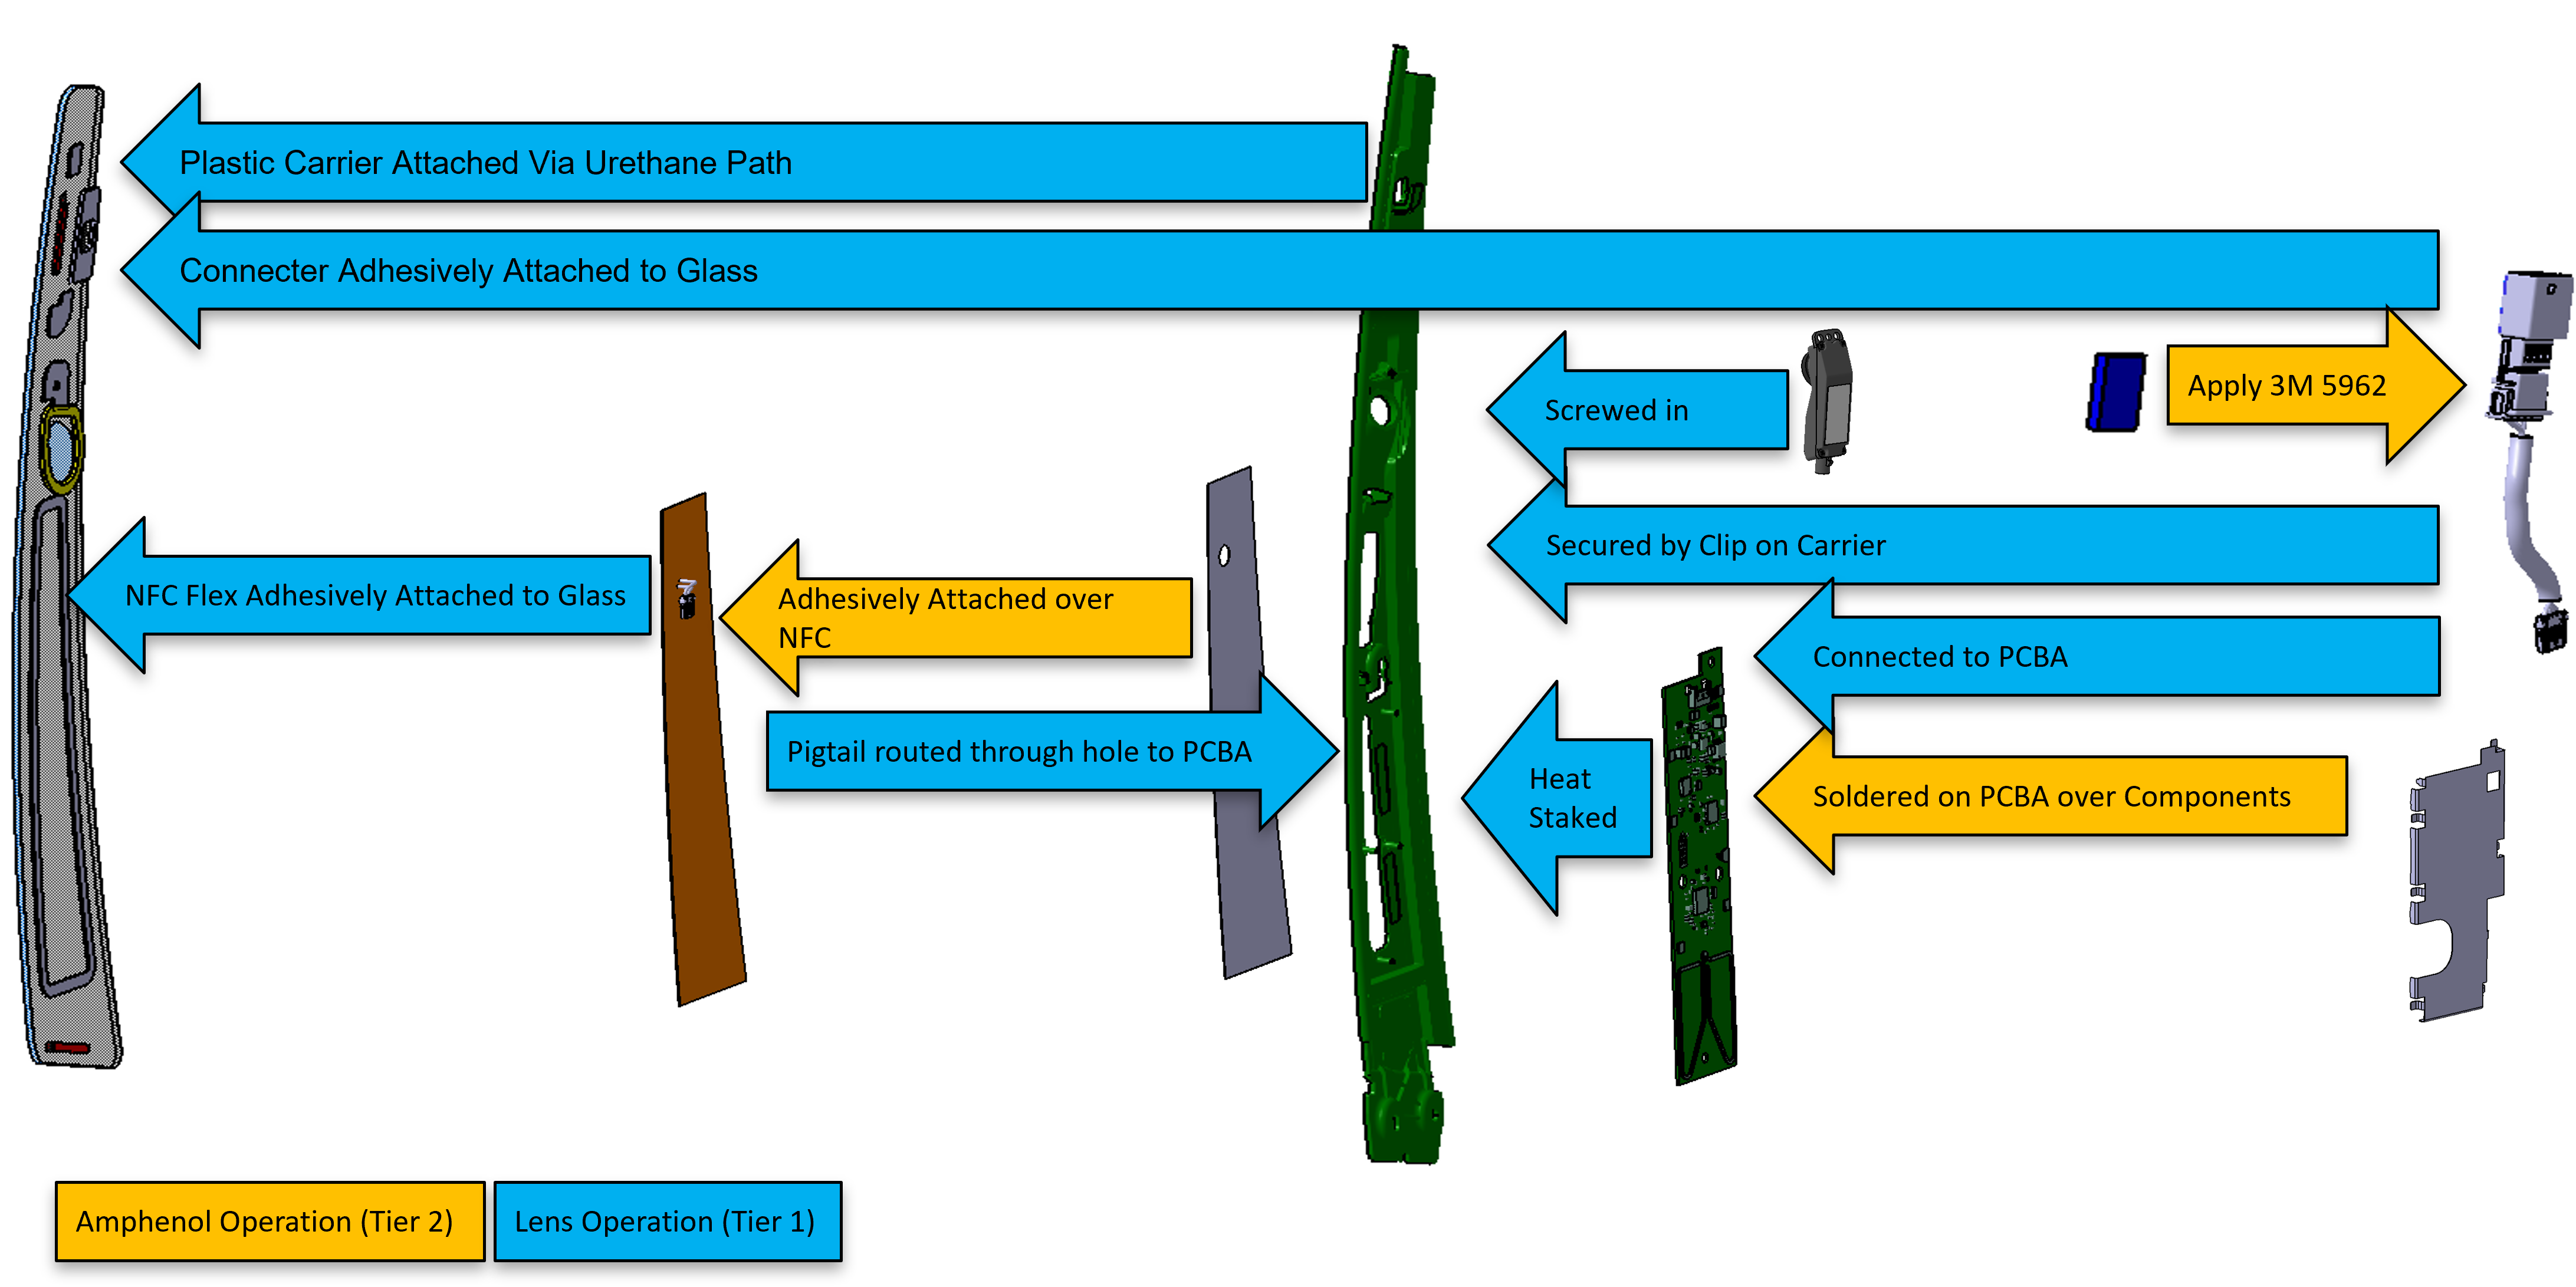 Plastic Carrier Attached Via Urethane Path
Connecter Adhesively Attached to Glass
Apply 3M 5962
Screwed in
Secured by Clip on Carrier
NFC Flex Adhesively Attached to Glass
Adhesively Attached over
NFC
Connected to PCBA
Pigtail routed through hole to PCBA
Heat
Staked
Soldered on PCBA over Components
Amphenol Operation (Tier 2)
Lens Operation (Tier 1)